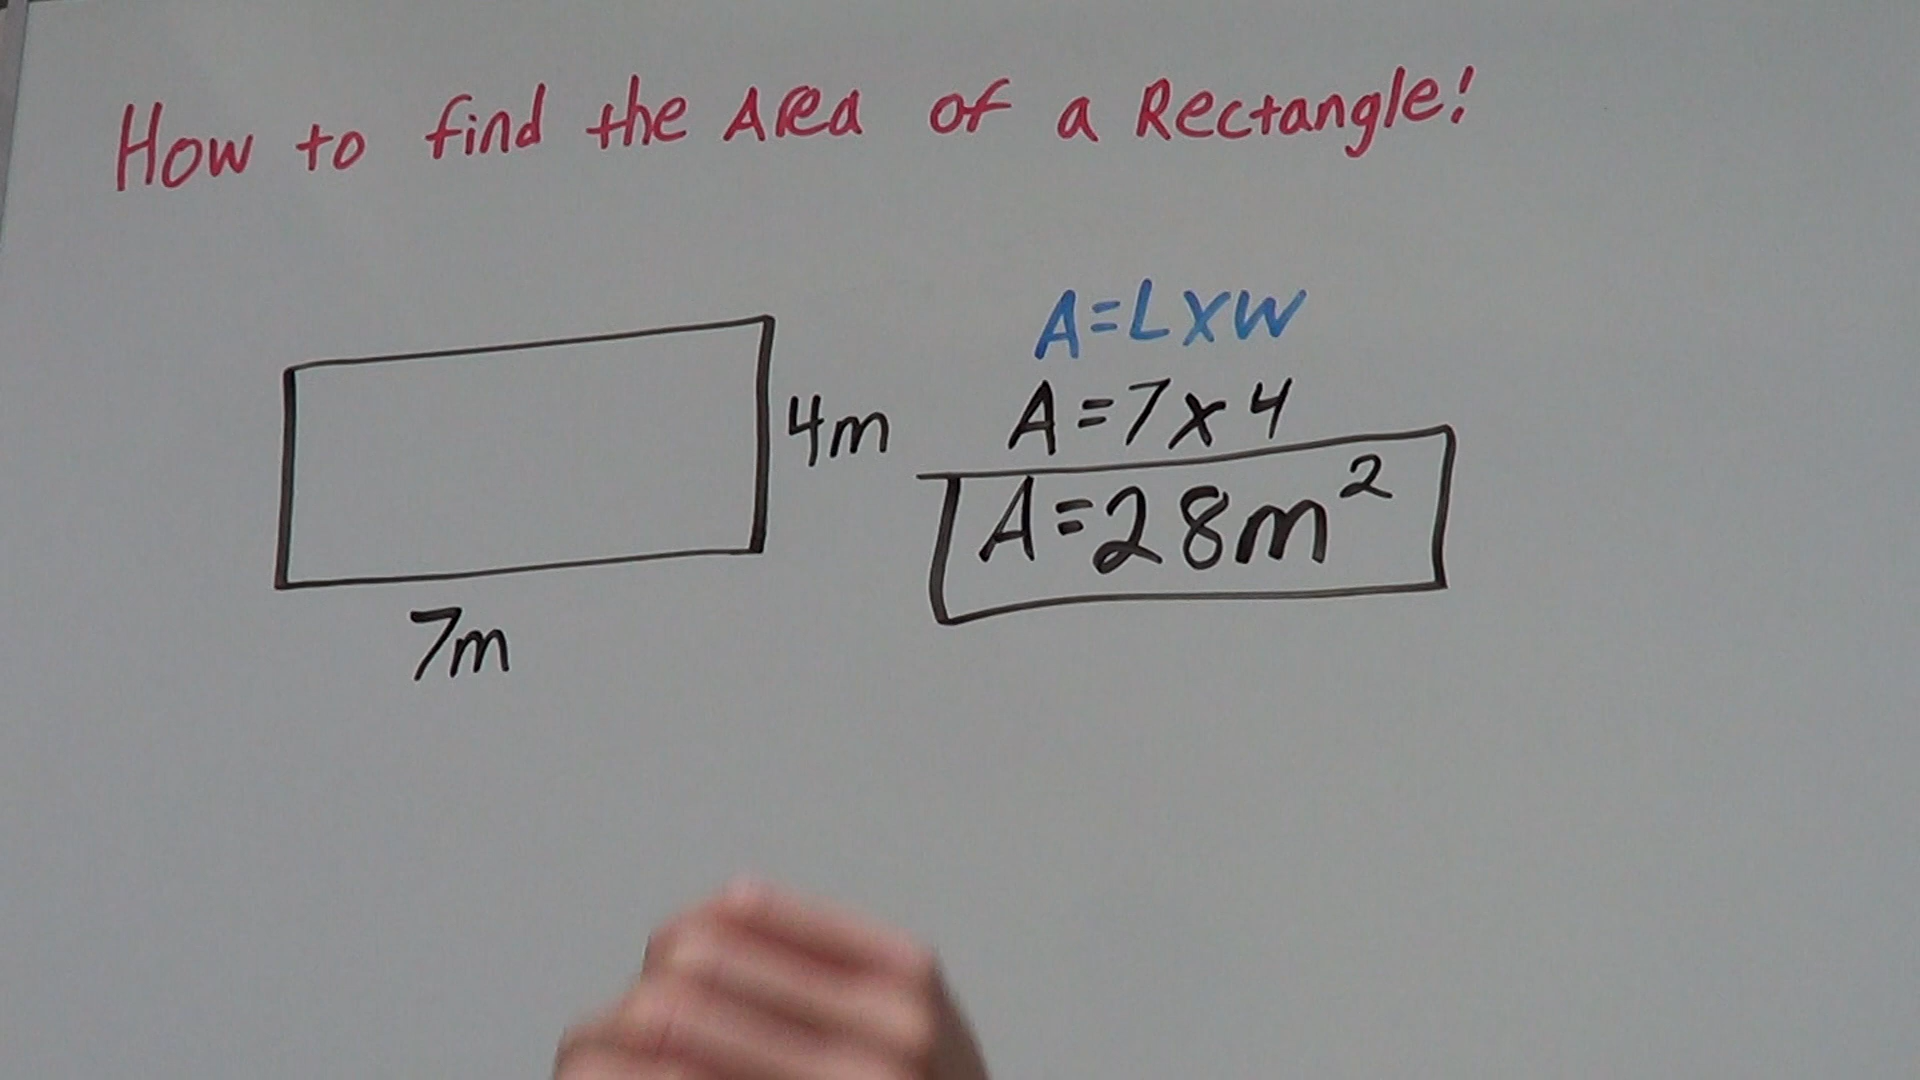 How to find the Area of a Rectangle!
A=LXW
4m
A=7x4
A=28m²
7m